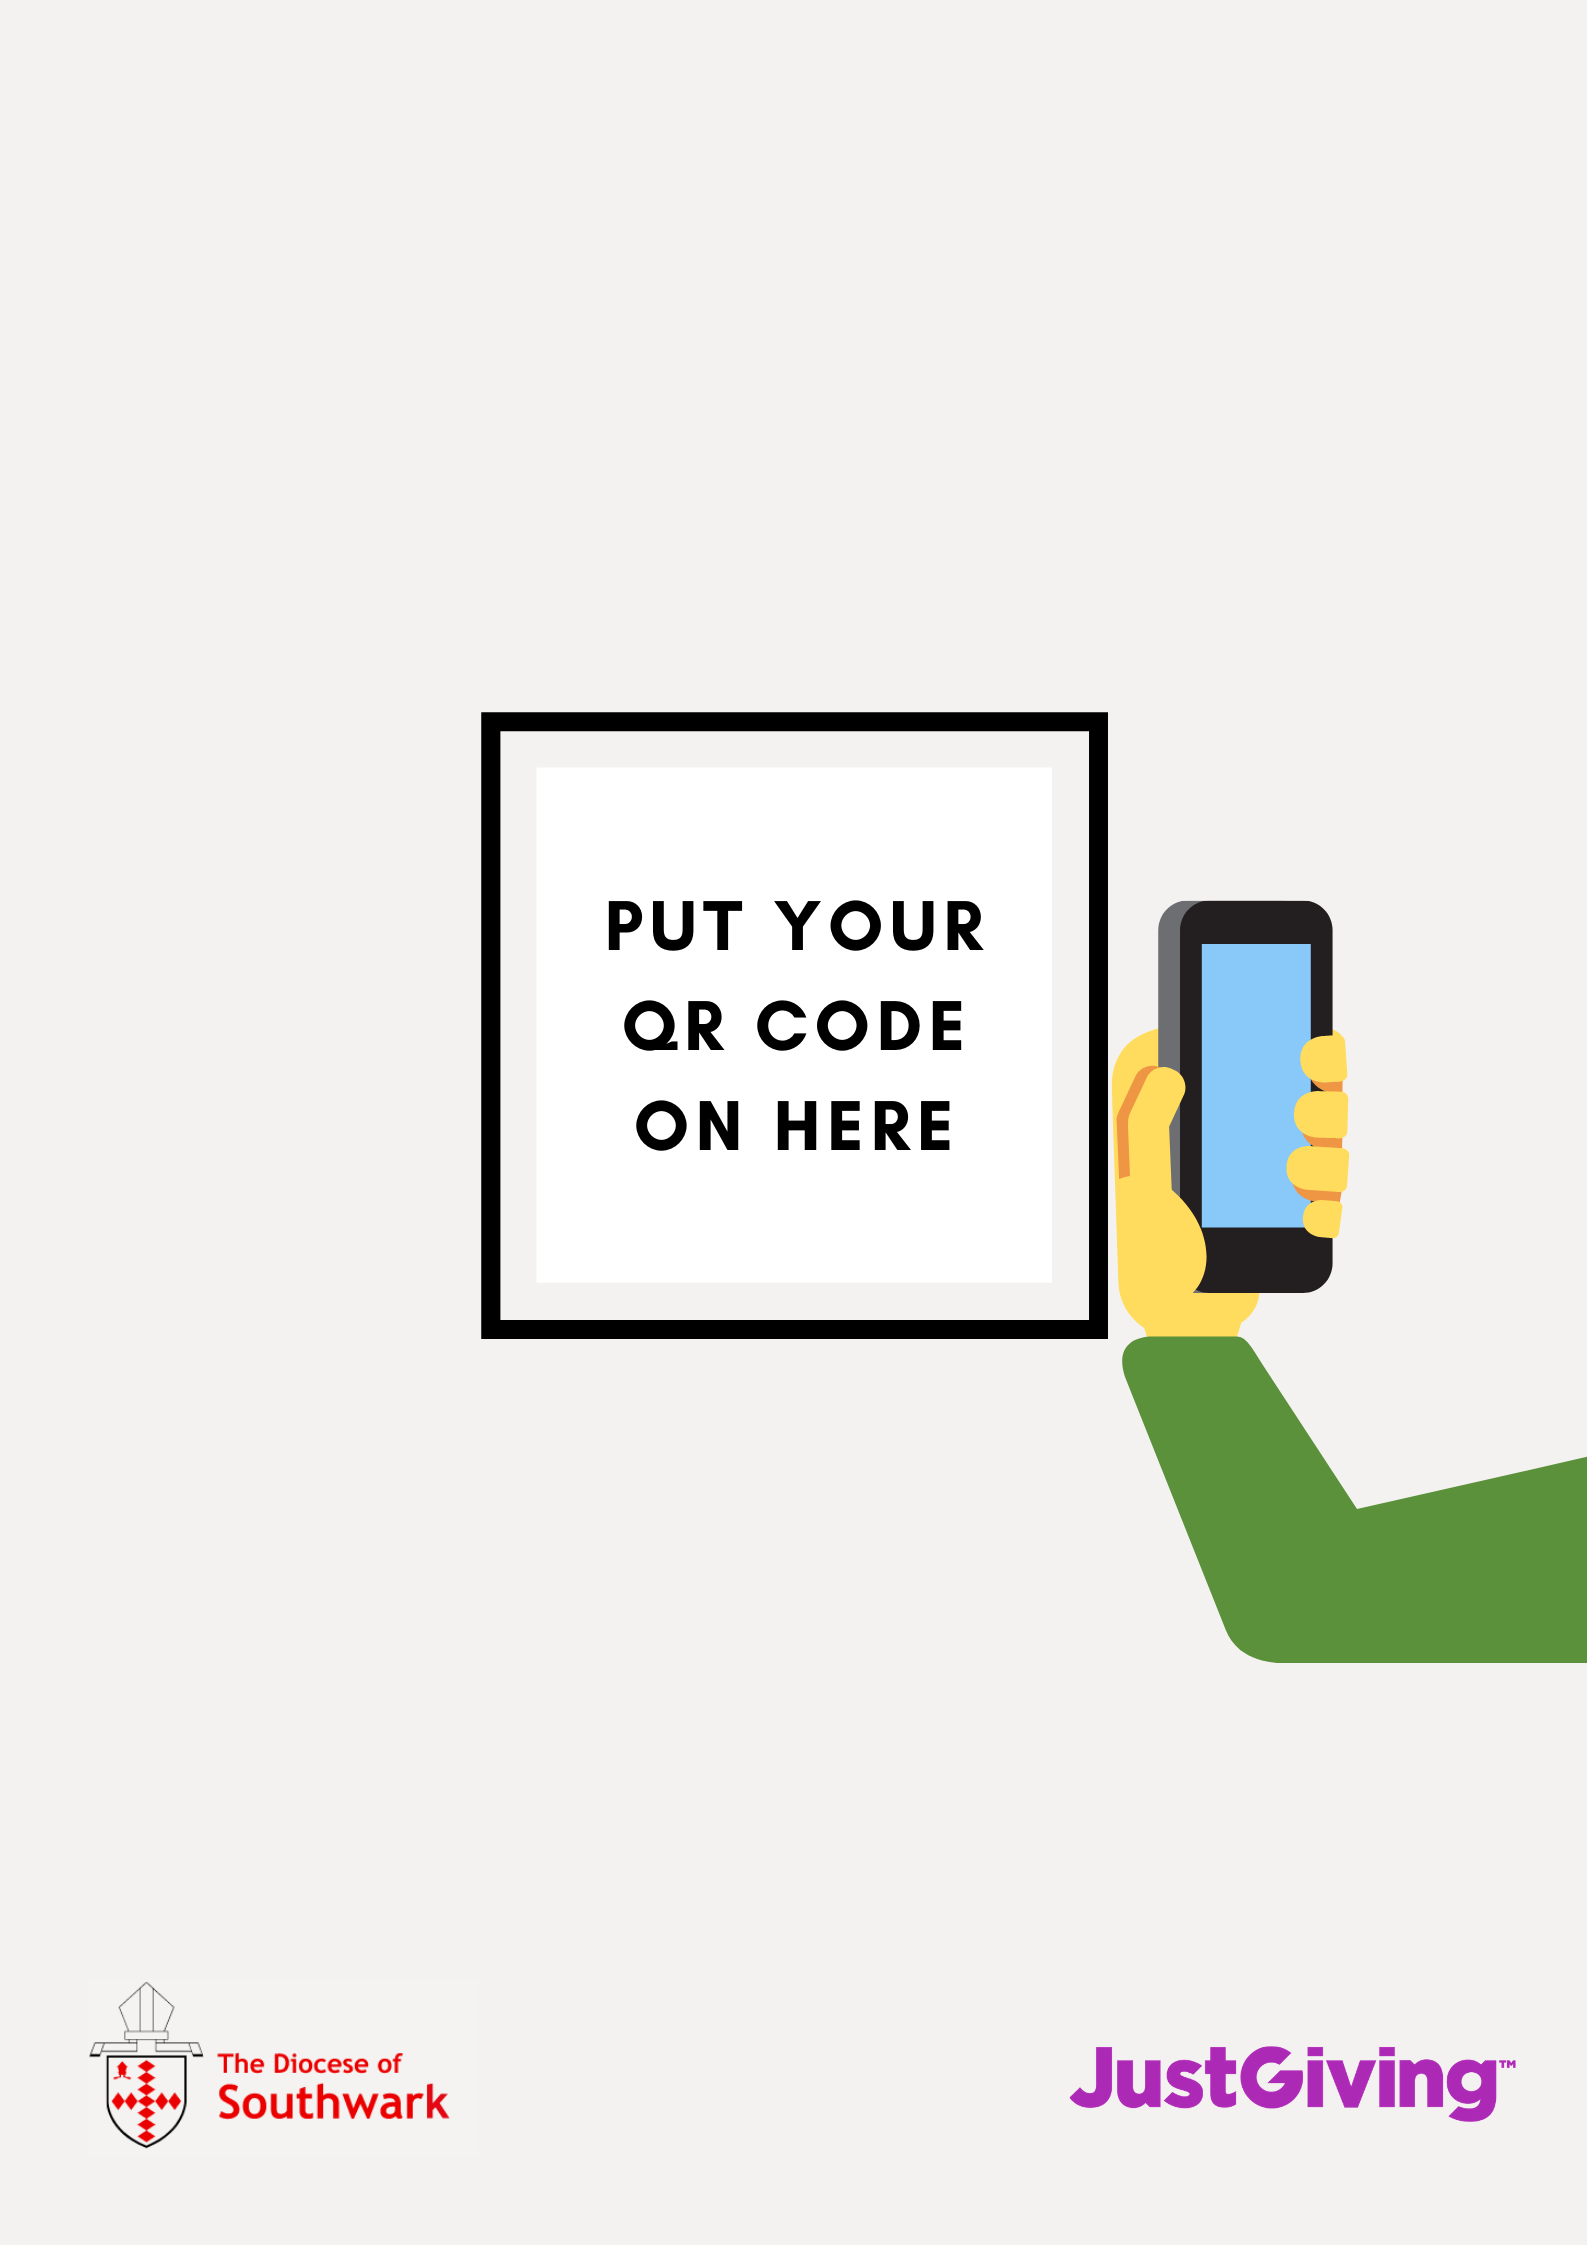 PUT YOUR
QR CODE
ON HERE
The Diocese of
Southwark
JustGiving™